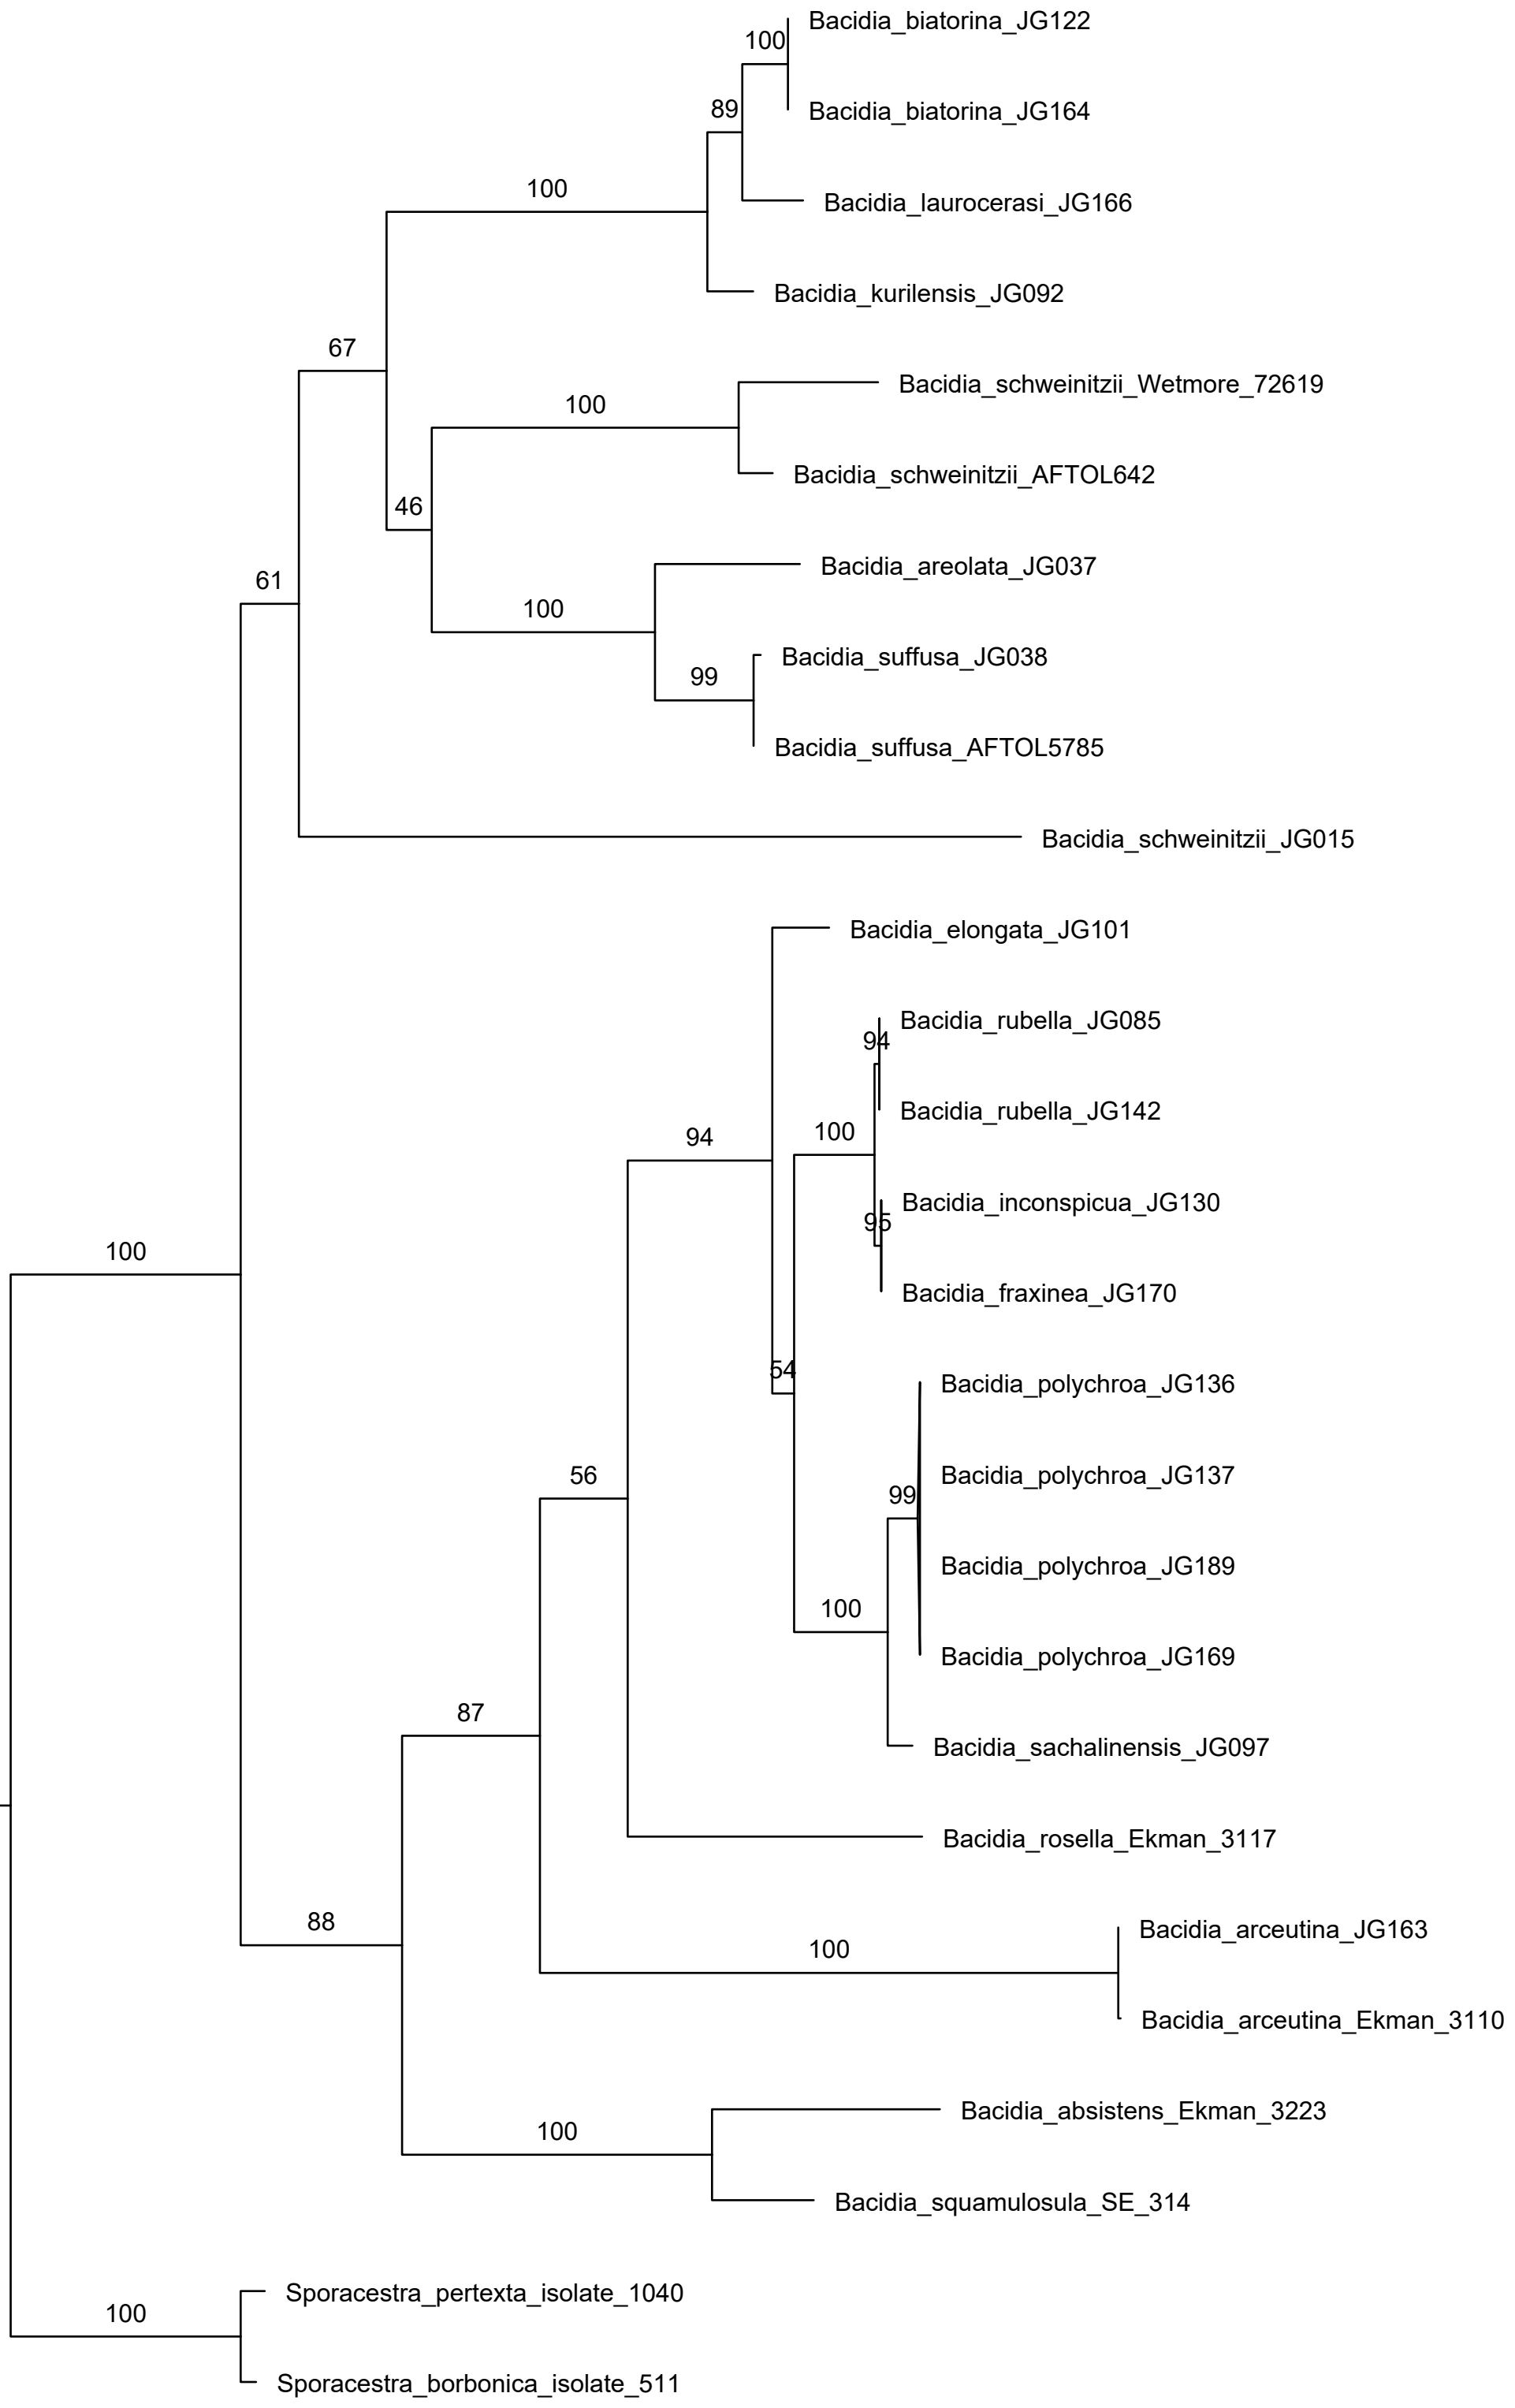 Bacidia_biatorina_JG122
100
Bacidia_biatorina_JG164
89
Bacidia_laurocerasi_JG166
100
Bacidia_kurilensis_JG092
67
Bacidia_schweinitzii_Wetmore_72619
100
Bacidia_schweinitzii_AFTOL642
46
Bacidia_areolata_JG037
61
100
Bacidia_suffusa_JG038
99
Bacidia_suffusa_AFTOL5785
Bacidia_schweinitzii_JG015
Bacidia_elongata_JG101
Bacidia_rubella_JG085
94
Bacidia_rubella_JG142
94
100
Bacidia_inconspicua_JG130
95
100
Bacidia_fraxinea_JG170
54
Bacidia_polychroa_JG136
56
Bacidia_polychroa_JG137
99
Bacidia_polychroa_JG189
100
Bacidia_polychroa_JG169
87
Bacidia_sachalinensis_JG097
Bacidia_rosella_Ekman_3117
88
Bacidia_arceutina_JG163
100
Bacidia_arceutina_Ekman_3110
Bacidia_absistens_Ekman_3223
100
Bacidia_squamulosula_SE_314
Sporacestra_pertexta_isolate_1040
100
Sporacestra_borbonica_isolate_511